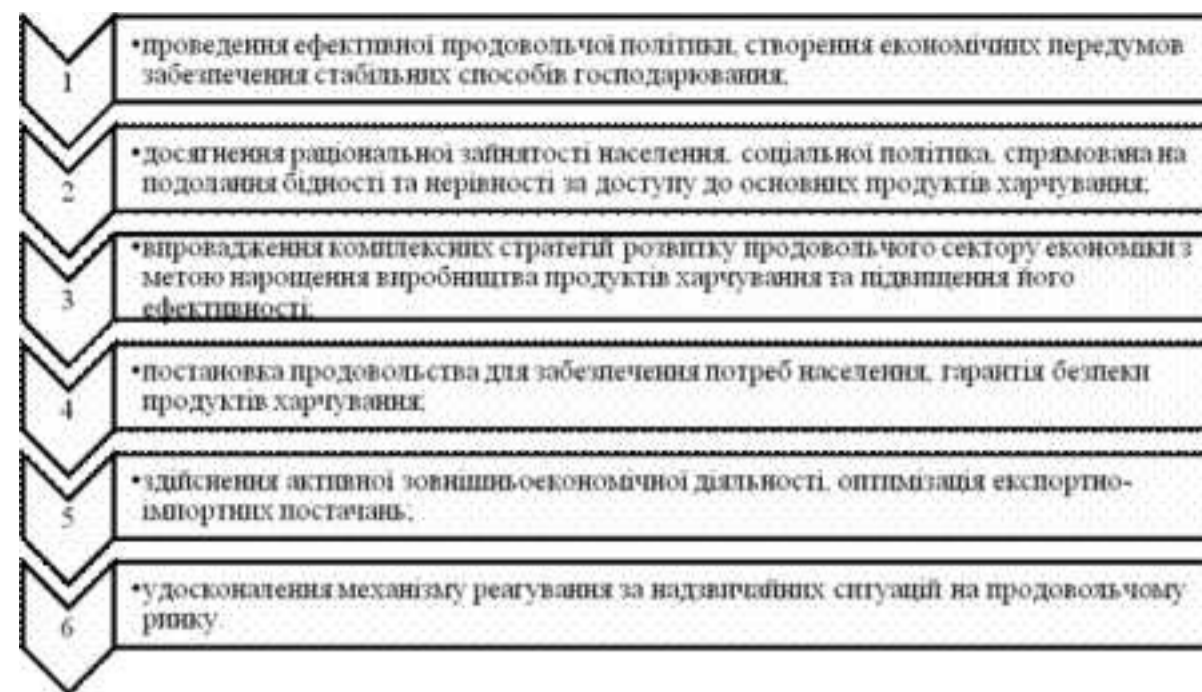 1
•проведення ефективної продовольчої політики, створення економічних передумов
забезпечення стабільних способів господарювання;
2
•досягнення раціональної зайнятості населення, соціальної політика, спрямована на
подолання бідності та нерівності за доступу до основних продуктів харчування;
3
•впровадження комплексних стратегій розвитку продовольчого сектору економіки з
метою нарощення виробництва продуктів харчування та підвищення його
ефективності;
4
•постановка продовольства для забезпечення потреб населення, гарантія безпеки
продуктів харчування;
5
•здійснення активної зовнішньоекономічної діяльності, оптимізація експортно-
імпортних постачань;
6
•удосконалення механізму реагування за надзвичайних ситуацій на продовольчому
ринку.